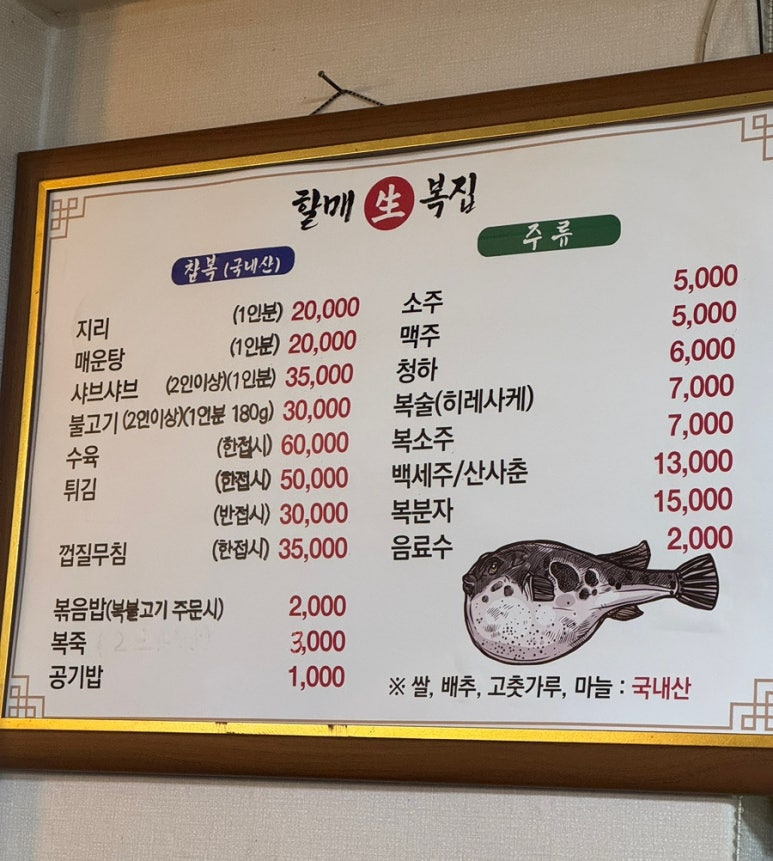 할매 生 복집
참복 (국내산)
지리 (1인분) 20,000
매운탕 (1인분) 20,000
샤브샤브 (2인이상)(1인분) 35,000
불고기 (2인이상)(1인분 180g) 30,000
수육 (한접시) 60,000
튀김 (한접시) 50,000
(반접시) 30,000
껍질무침 (한접시) 35,000
볶음밥(복불고기 주문시) 2,000
복죽 3,000
공기밥 1,000
주류
소주 5,000
맥주 5,000
청하 6,000
복술(히레사케) 7,000
복소주 7,000
백세주/산사춘 13,000
복분자 15,000
음료수 2,000
※ 쌀, 배추, 고춧가루, 마늘 : 국내산